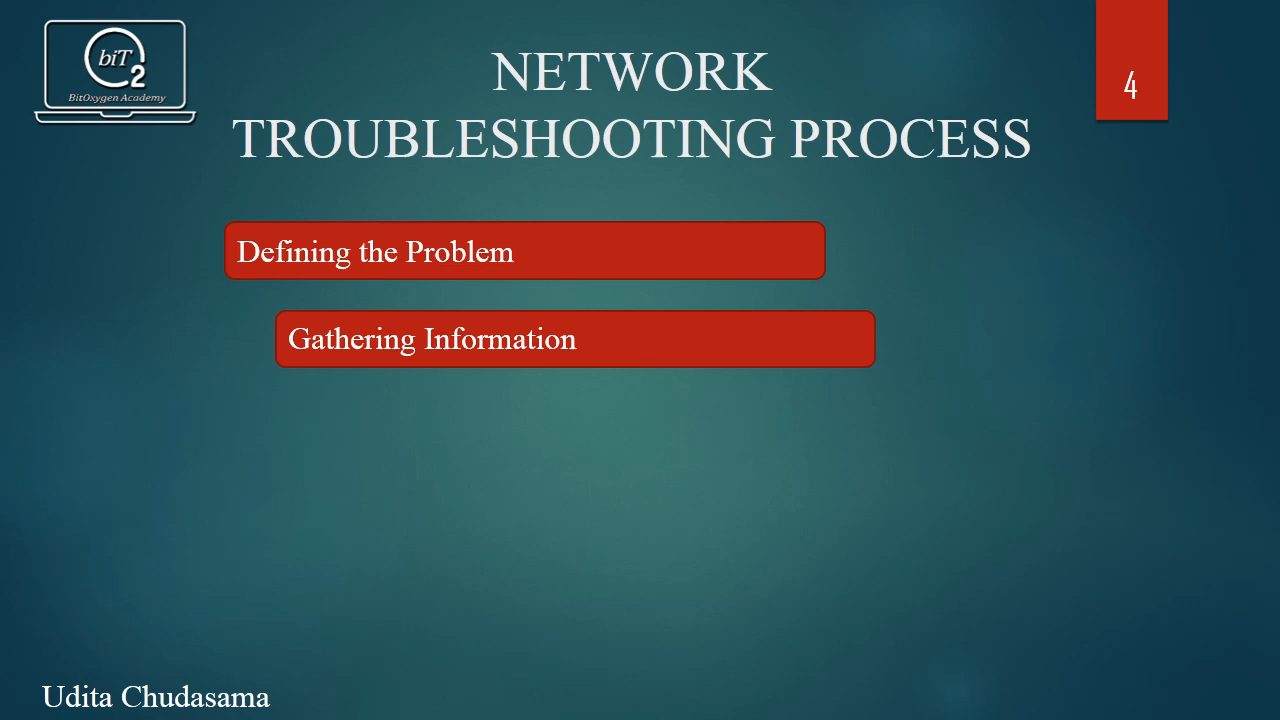 biT
2
BitOxygen Academy
NETWORK
TROUBLESHOOTING PROCESS
4
Defining the Problem
Gathering Information
Udita Chudasama